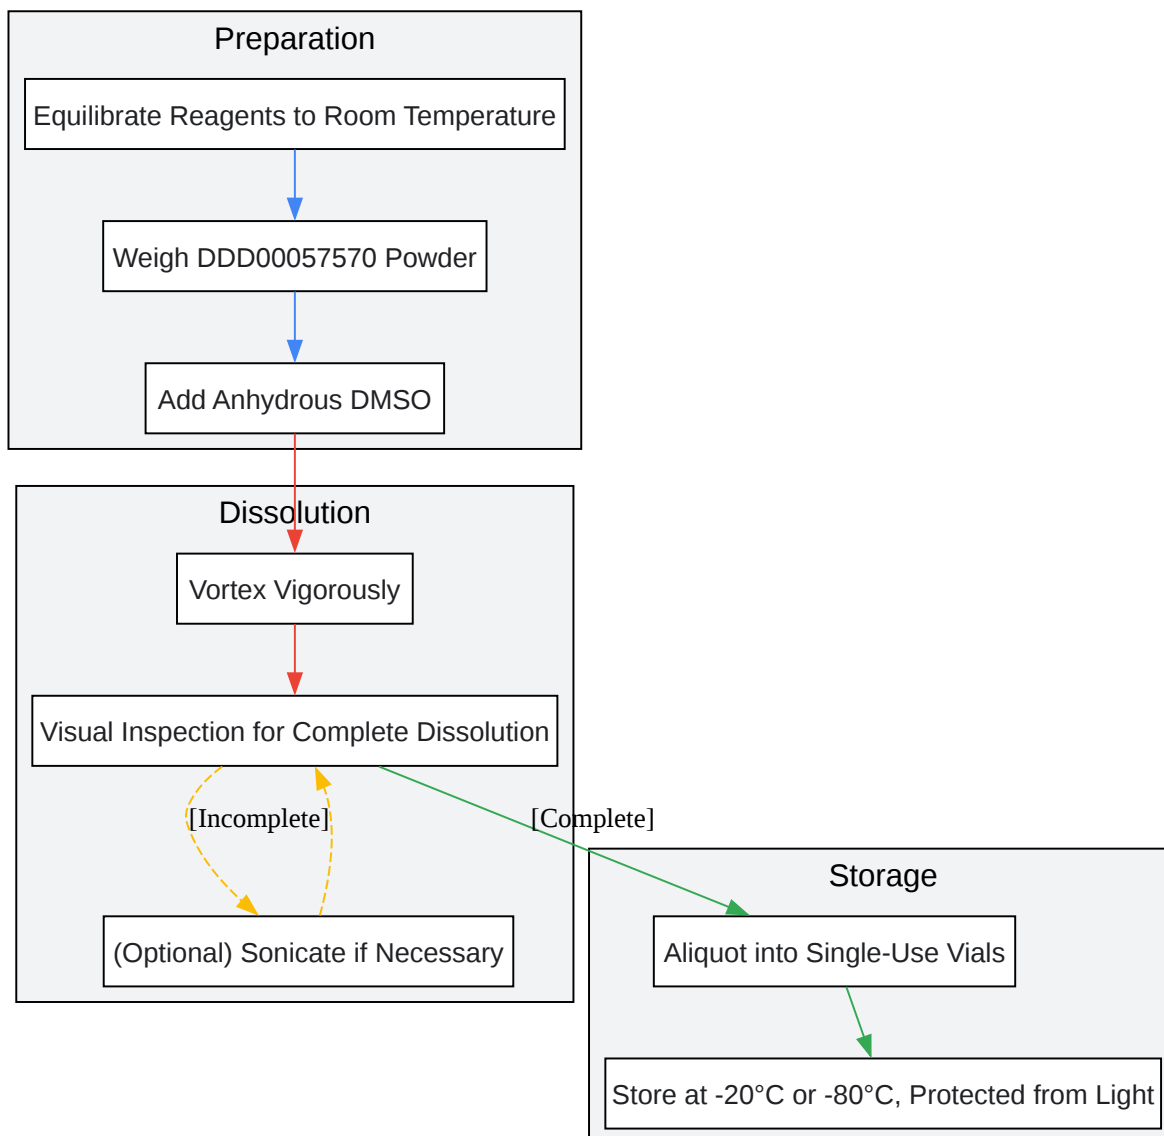 Preparation
Equilibrate Reagents to Room Temperature
Weigh DDD00057570 Powder
Add Anhydrous DMSO
Dissolution
Vortex Vigorously
Visual Inspection for Complete Dissolution
[Incomplete]
[Complete]
(Optional) Sonicate if Necessary
Storage
Aliquot into Single-Use Vials
Store at -20°C or -80°C, Protected from Light